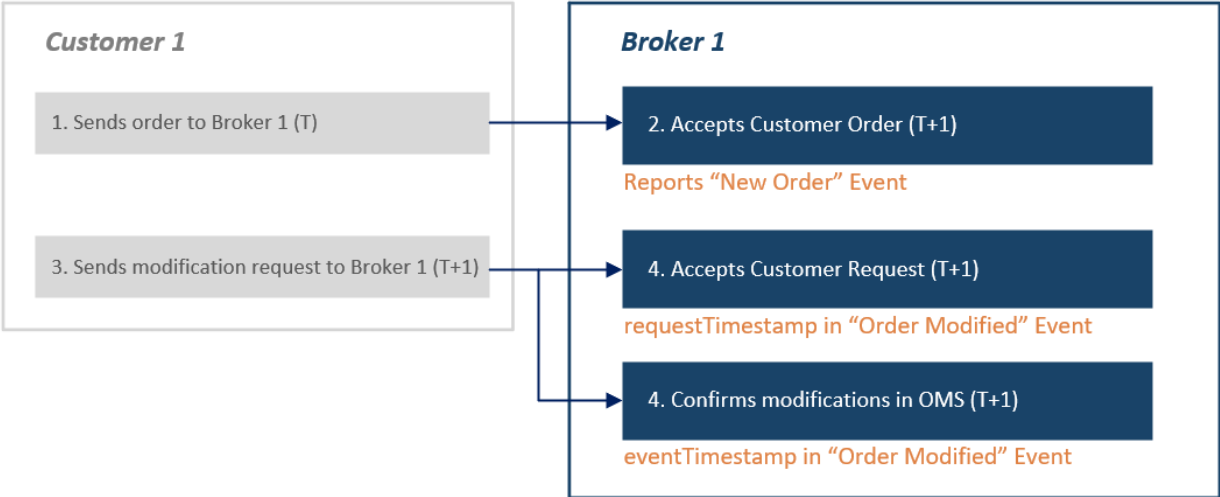 Customer 1
1. Sends order to Broker 1 (T)
3. Sends modification request to Broker 1 (T+1)
Broker 1
2. Accepts Customer Order (T+1)
Reports “New Order” Event
4. Accepts Customer Request (T+1)
requestTimestamp in “Order Modified” Event
4. Confirms modifications in OMS (T+1)
eventTimestamp in “Order Modified” Event